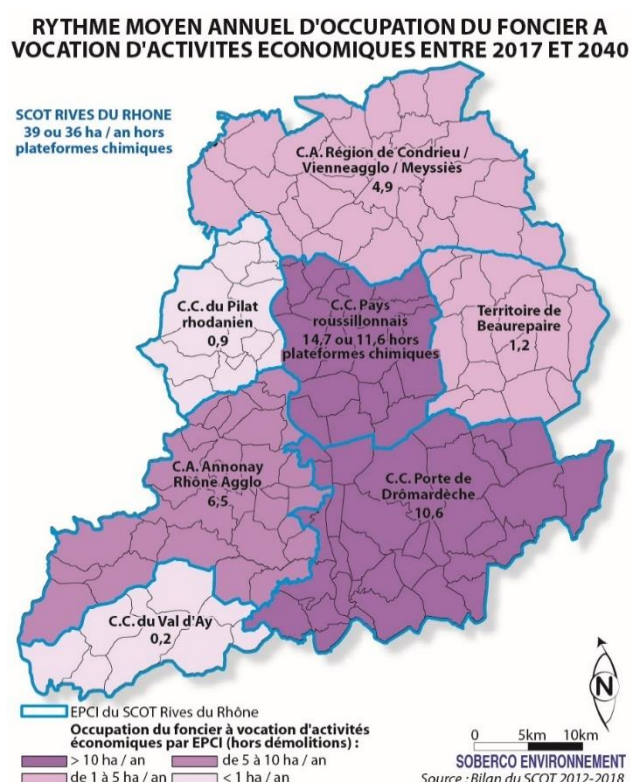 RYTHME MOYEN ANNUEL D'OCCUPATION DU FONCIER A
VOCATION D'ACTIVITES ECONOMIQUES ENTRE 2017 ET 2040
SCOT RIVES DU RHONE
39 ou 36 ha / an hors
plateformes chimiques
C.A. Région de Condrieu /
Vienneagglo / Meyssiès
4,9
C.C. du Pilat
rhodanien
0,9
C.C. Pays
roussillonnais
14,7 ou 11,6 hors
plateformes chimiques
Territoire de
Beaurepaire
1,2
C.A. Annonay
Rhône Agglo
6,5
C.C. Porte de
Drômardèche
10,6
C.C. du Val d'Ay
0,2
N
EPCI du SCOT Rives du Rhône
Occupation du foncier à vocation d'activités
économiques par EPCI (hors démolitions) :
> 10 ha / an
de 5 à 10 ha / an
de 1 à 5 ha / an
< 1 ha / an
0 5km 10km
SOBERCO ENVIRONNEMENT
Source : Bilan du SCOT 2012-2018